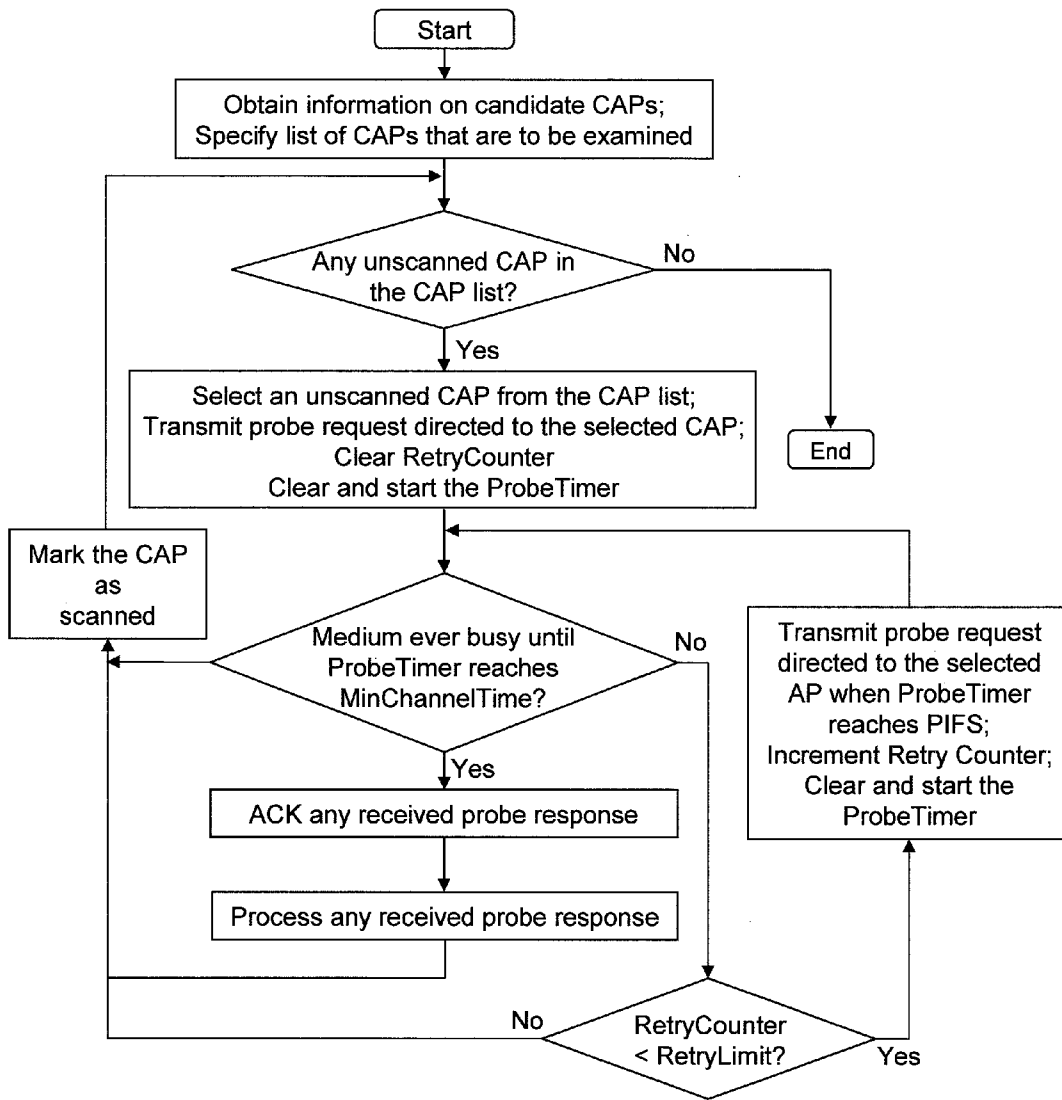 Start
Obtain information on candidate CAPs;
Specify list of CAPs that are to be examined
Any unscanned CAP in
the CAP list?
No
Yes
Select an unscanned CAP from the CAP list;
Transmit probe request directed to the selected CAP;
Clear RetryCounter
Clear and start the ProbeTimer
End
Mark the CAP
as
scanned
Medium ever busy until
ProbeTimer reaches
MinChannelTime?
No
Yes
Transmit probe request
directed to the selected
AP when ProbeTimer
reaches PIFS;
Increment Retry Counter;
Clear and start the
ProbeTimer
ACK any received probe response
Process any received probe response
RetryCounter
< RetryLimit?
No
Yes